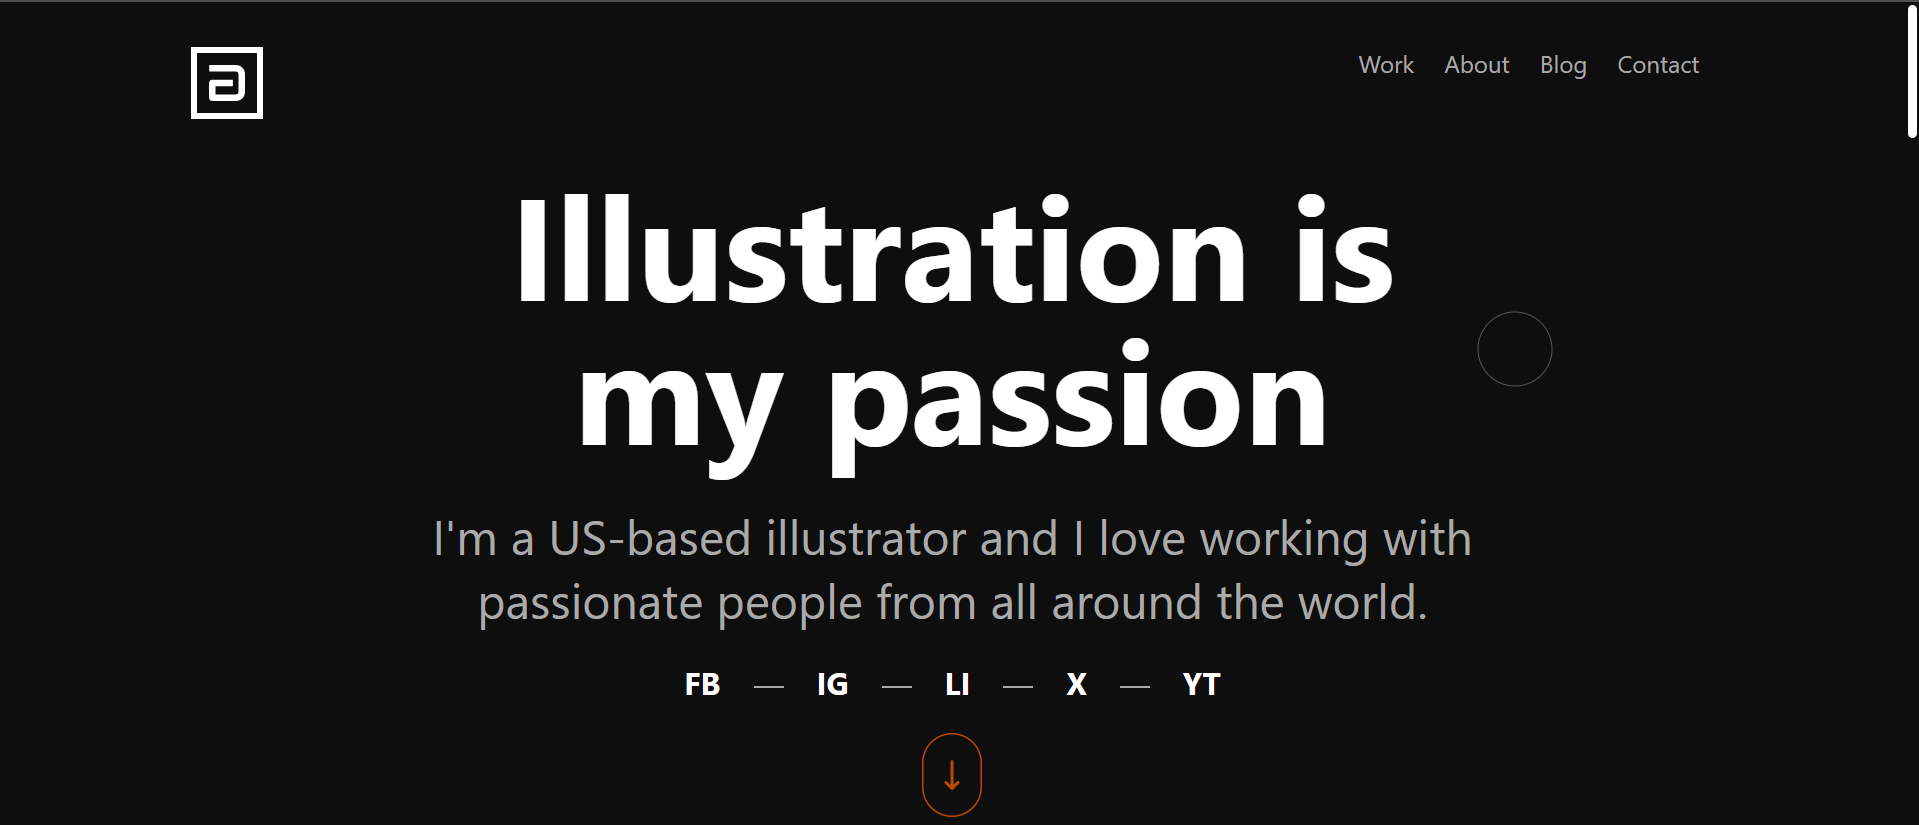 Work About Blog Contact
Illustration is
my passion
I'm a US-based illustrator and I love working with
passionate people from all around the world.
FB — IG — LI — X — YT